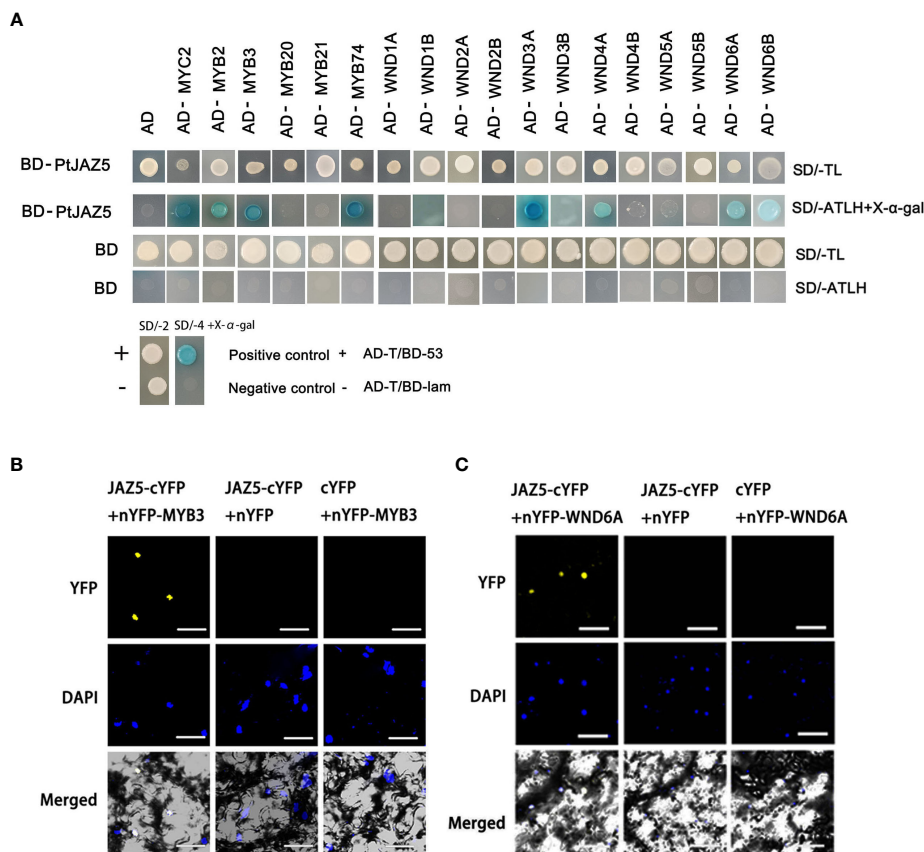 A
AD
AD - MYC2
AD - MYB2
AD - MYB3
AD - MYB20
AD - MYB21
AD - MYB74
AD - WND1A
AD - WND1B
AD - WND2A
AD - WND2B
AD - WND3A
AD - WND3B
AD - WND4A
AD - WND4B
AD - WND5A
AD - WND5B
AD - WND6A
AD - WND6B
BD-PtJAZ5 SD/-TL
BD-PtJAZ5 SD/-ATLH+X-α-gal
BD SD/-TL
BD SD/-ATLH
SD/-2 SD/-4 +X-α-gal
+ Positive control + AD-T/BD-53
- Negative control - AD-T/BD-lam
B
JAZ5-cYFP JAZ5-cYFP cYFP
+nYFP-MYB3 +nYFP +nYFP-MYB3
YFP
DAPI
Merged
C
JAZ5-cYFP JAZ5-cYFP cYFP
+nYFP-WND6A +nYFP +nYFP-WND6A
YFP
DAPI
Merged